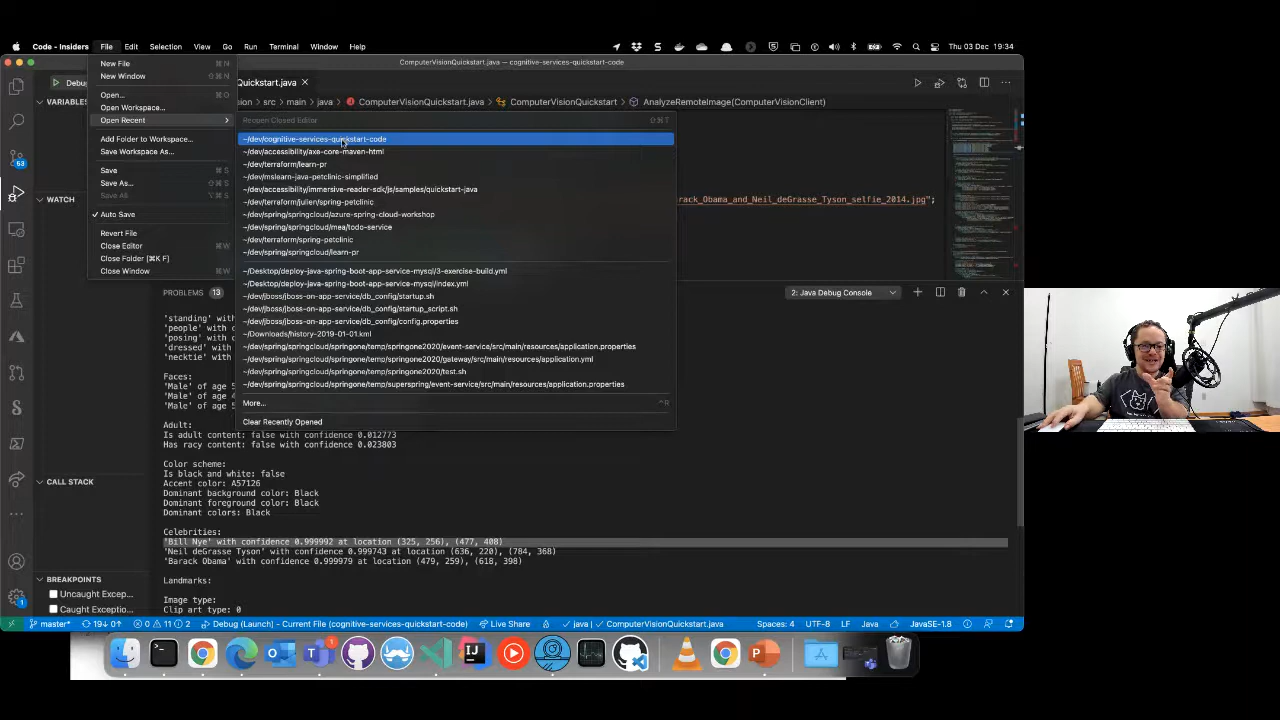 Code - Insiders File Edit Selection View Go Run Terminal Window Help Thu 03 Dec 19:34
ComputerVisionQuickstart.java — cognitive-services-quickstart-code
New File ⌘N
New Window ⇧⌘N
Open... ⌘O
Open Workspace...
Open Recent
Add Folder to Workspace...
Save Workspace As...
Save ⌘S
Save As... ⇧⌘S
Save All ⌥⌘S
✓ Auto Save
Revert File
Close Editor ⌘W
Close Folder [⌘K F]
Close Window ⌘W
Reopen Closed Editor ⇧⌘T
~/dev/cognitive-services-quickstart-code
~/dev/accessibility/axe-core-maven-html
~/dev/terraform/learn-pr
~/dev/mslearn-java-petclinic-simplified
~/dev/accessibility/immersive-reader-sdk/js/samples/quickstart-java
~/dev/terraform/julien/spring-petclinic
~/dev/spring/springcloud/azure-spring-cloud-workshop
~/dev/spring/springcloud/mea/todo-service
~/dev/terraform/spring-petclinic
~/dev/spring/springcloud/learn-pr
~/Desktop/deploy-java-spring-boot-app-service-mysql/3-exercise-build.yml
~/Desktop/deploy-java-spring-boot-app-service-mysql/index.yml
~/dev/jboss/jboss-on-app-service/db_config/startup.sh
~/dev/jboss/jboss-on-app-service/db_config/startup_script.sh
~/dev/jboss/jboss-on-app-service/db_config/config.properties
~/Downloads/history-2019-01-01.kml
~/dev/spring/springcloud/springone/temp/springone2020/event-service/src/main/resources/application.properties
~/dev/spring/springcloud/springone/temp/springone2020/gateway/src/main/resources/application.yml
~/dev/spring/springcloud/springone/temp/springone2020/test.sh
~/dev/spring/springcloud/springone/temp/superspring/event-service/src/main/resources/application.properties
More... ^R
Clear Recently Opened
Debu
Quickstart.java
ion > src > main > java > ComputerVisionQuickstart.java > ComputerVisionQuickstart > AnalyzeRemoteImage(ComputerVisionClient)
VARIABLES
rack_Obama_and_Neil_deGrasse_Tyson_selfie_2014.jpg";
WATCH
53
PROBLEMS 13
2: Java Debug Console
'standing' with
'people' with c
'posing' with c
'dressed' with
'necktie' with
Faces:
'Male' of age 5
'Male' of age
'Male' of age
Adult:
Is adult content: false with confidence 0.012773
Has racy content: false with confidence 0.023803
Color scheme:
Is black and white: false
Accent color: A57126
Dominant background color: Black
Dominant foreground color: Black
Dominant colors: Black
CALL STACK
Celebrities:
'Bill Nye' with confidence 0.999992 at location (325, 256), (477, 408)
'Neil deGrasse Tyson' with confidence 0.999743 at location (636, 220), (784, 368)
'Barack Obama' with confidence 0.999979 at location (479, 259), (618, 398)
Landmarks:
Image type:
Clip art type: 0
BREAKPOINTS
Uncaught Excep...
Caught Exceptio...
1
master* 19↓ 0↑ 0 11 2 Debug (Launch) - Current File (cognitive-services-quickstart-code) Live Share java ComputerVisionQuickstart.java Spaces: 4 UTF-8 LF Java JavaSE-1.8